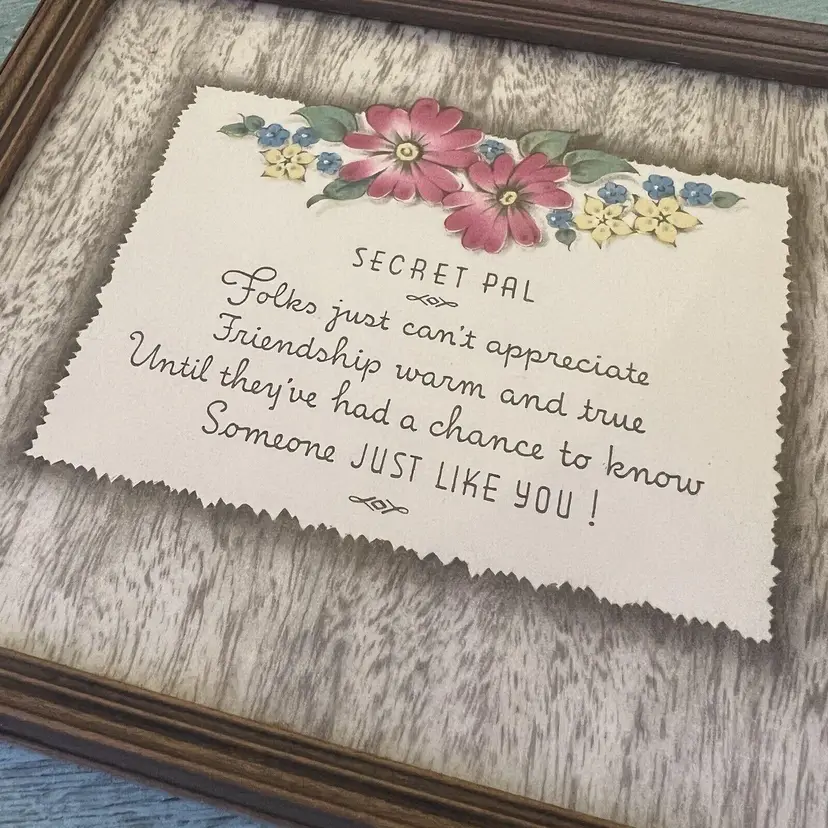 SECRET PAL
Folks just can't appreciate
Friendship warm and true
Until they've had a chance to know
Someone JUST LIKE YOU!